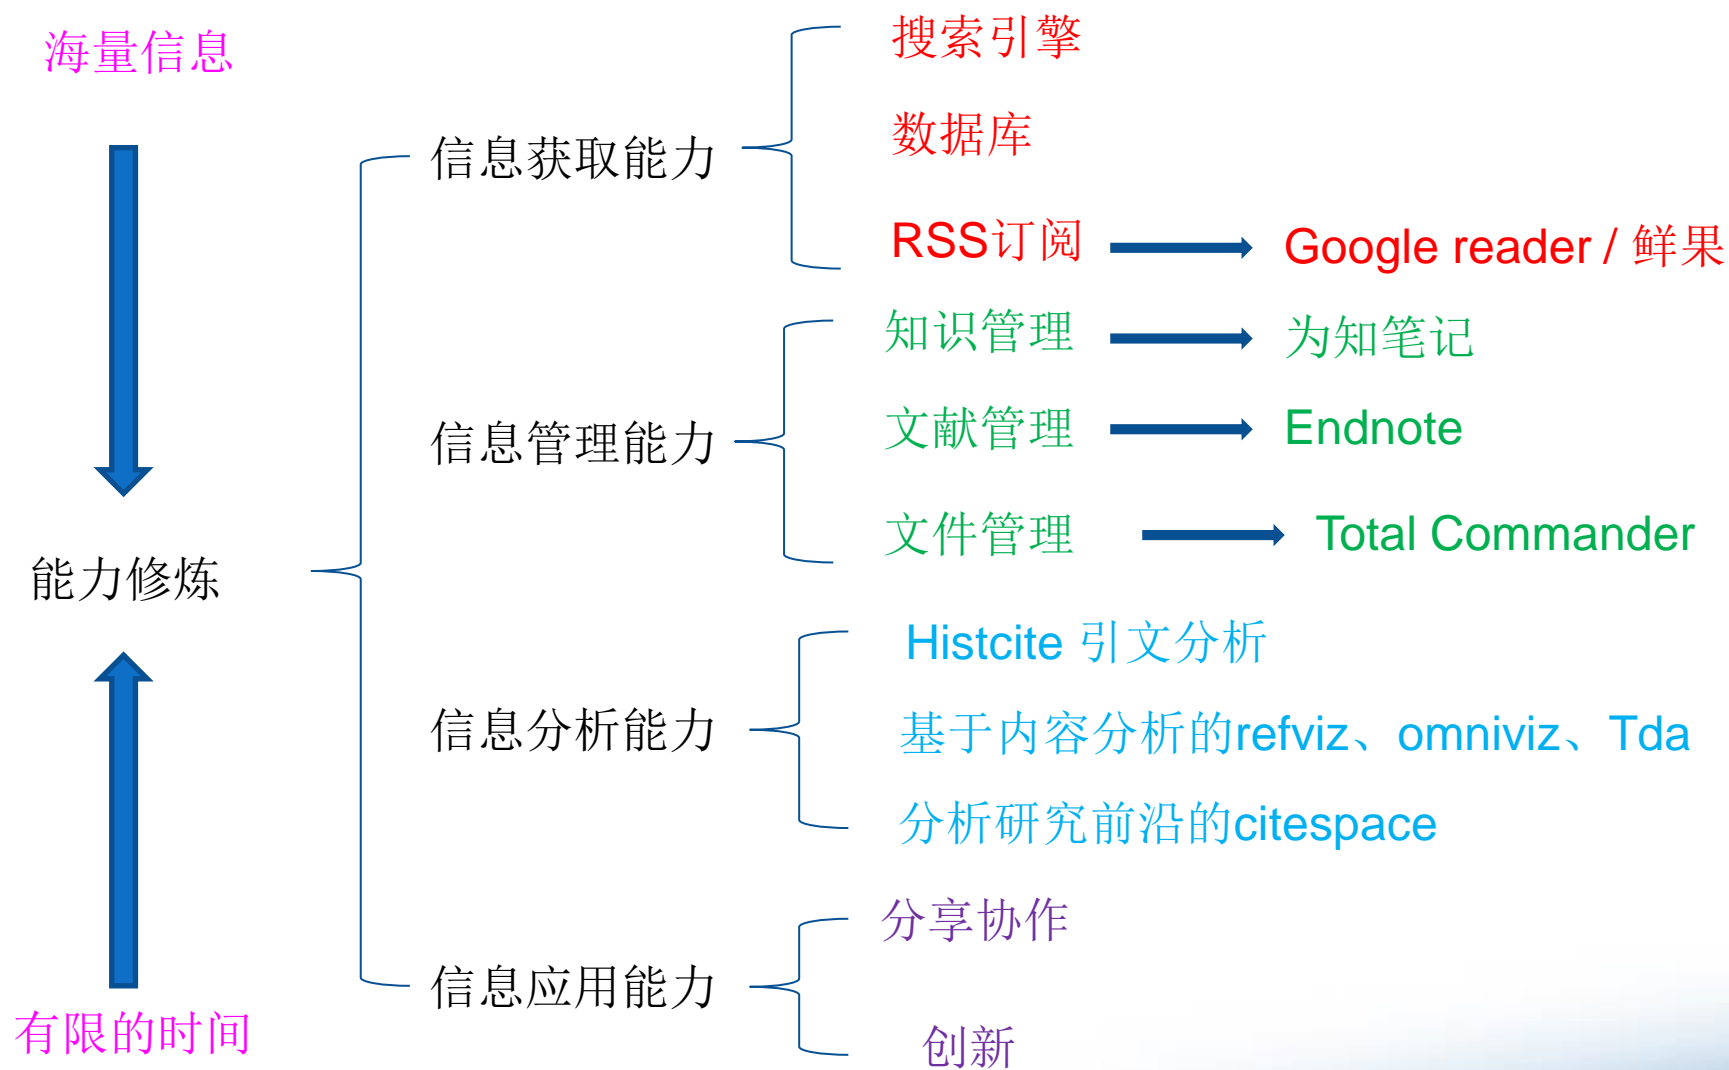 海量信息
能力修炼
有限的时间
信息获取能力
搜索引擎
数据库
RSS订阅
Google reader / 鲜果
信息管理能力
知识管理
为知笔记
文献管理
Endnote
文件管理
Total Commander
信息分析能力
Histcite 引文分析
基于内容分析的refviz、omniviz、Tda
分析研究前沿的citespace
信息应用能力
分享协作
创新